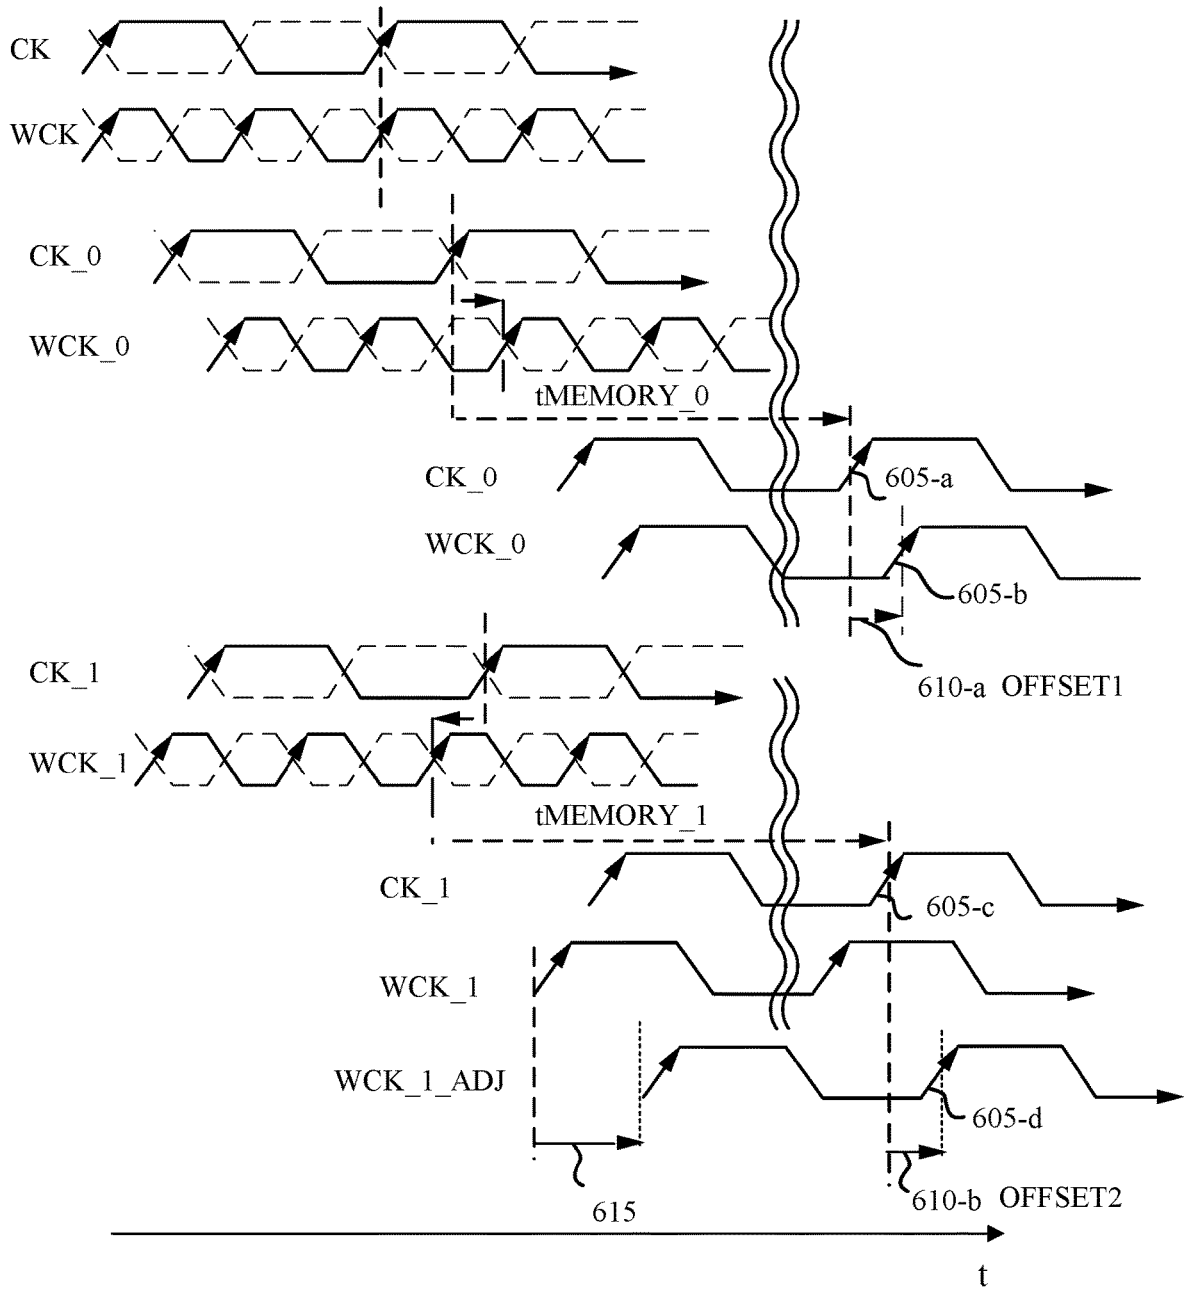 CK
WCK
CK_0
WCK_0
tMEMORY_0
CK_0
605-a
WCK_0
605-b
610-a OFFSET1
CK_1
WCK_1
tMEMORY_1
CK_1
605-c
WCK_1
WCK_1_ADJ
605-d
610-b OFFSET2
615
t